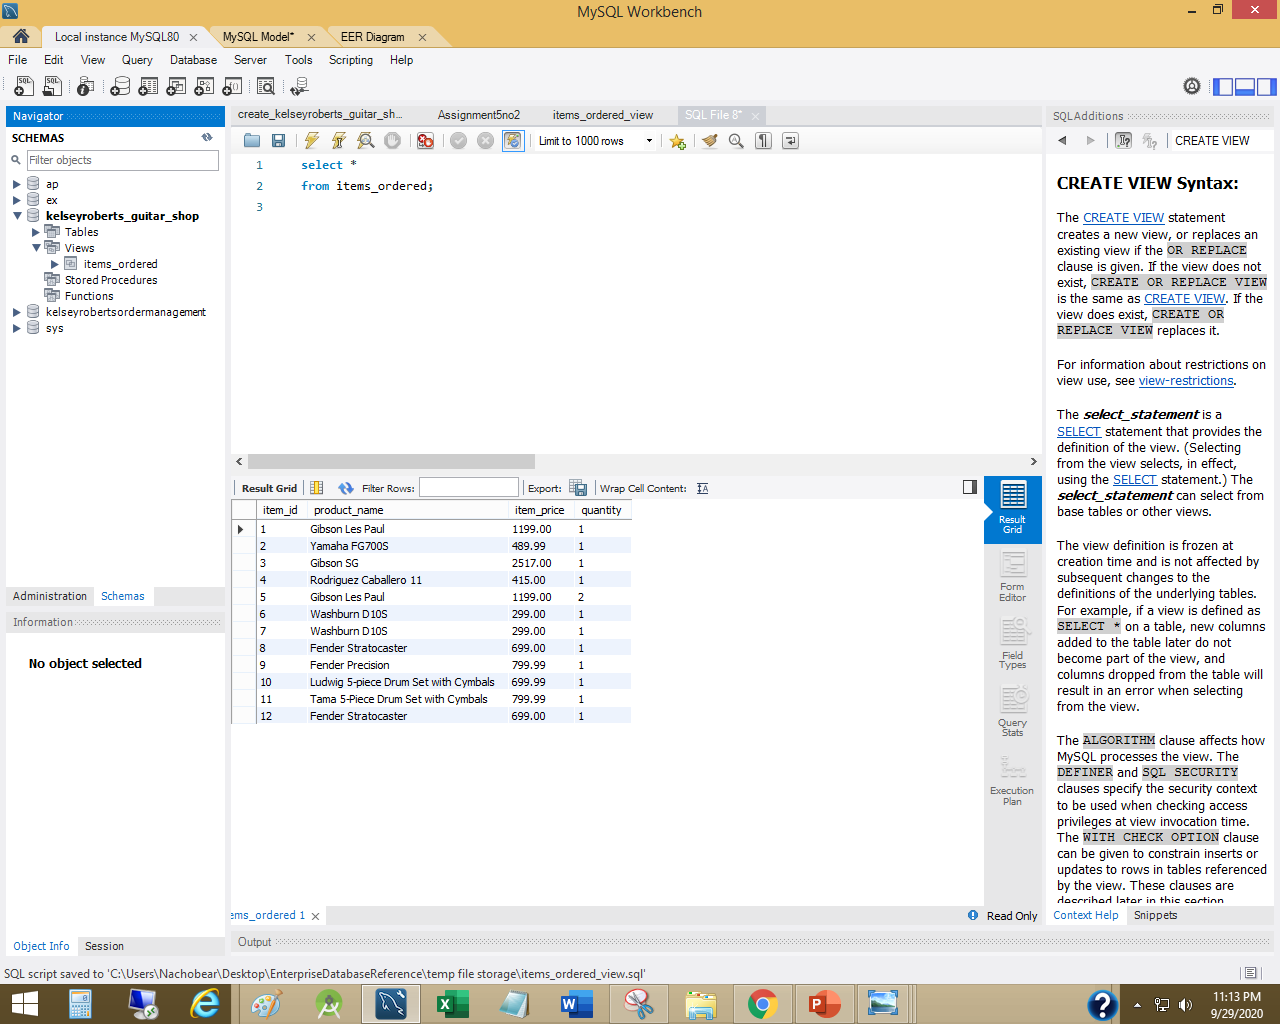 MySQL Workbench
Local instance MySQL80
MySQL Model*
EER Diagram
File Edit View Query Database Server Tools Scripting Help
Navigator
SCHEMAS
Filter objects
ap
ex
kelseyroberts_guitar_shop
Tables
Views
items_ordered
Stored Procedures
Functions
kelseyrobertsordermanagement
sys
Administration Schemas
Information
No object selected
Object Info Session
create_kelseyroberts_guitar_sh... Assignment5no2 items_ordered_view SQL File 8*
Limit to 1000 rows
1 select *
2 from items_ordered;
3
Result Grid Filter Rows: Export: Wrap Cell Content:
item_id product_name item_price quantity
1 Gibson Les Paul 1199.00 1
2 Yamaha FG700S 489.99 1
3 Gibson SG 2517.00 1
4 Rodriguez Caballero 11 415.00 1
5 Gibson Les Paul 1199.00 2
6 Washburn D10S 299.00 1
7 Washburn D10S 299.00 1
8 Fender Stratocaster 699.00 1
9 Fender Precision 799.99 1
10 Ludwig 5-piece Drum Set with Cymbals 699.99 1
11 Tama 5-Piece Drum Set with Cymbals 799.99 1
12 Fender Stratocaster 699.00 1
Result
Grid
Form
Editor
Field
Types
Query
Stats
Execution
Plan
ems_ordered 1
Read Only
Output
SQLAdditions
CREATE VIEW
CREATE VIEW Syntax:
The CREATE VIEW statement
creates a new view, or replaces an
existing view if the OR REPLACE
clause is given. If the view does not
exist, CREATE OR REPLACE VIEW
is the same as CREATE VIEW. If the
view does exist, CREATE OR
REPLACE VIEW replaces it.
For information about restrictions on
view use, see view-restrictions.
The select_statement is a
SELECT statement that provides the
definition of the view. (Selecting
from the view selects, in effect,
using the SELECT statement.) The
select_statement can select from
base tables or other views.
The view definition is frozen at
creation time and is not affected by
subsequent changes to the
definitions of the underlying tables.
For example, if a view is defined as
SELECT * on a table, new columns
added to the table later do not
become part of the view, and
columns dropped from the table will
result in an error when selecting
from the view.
The ALGORITHM clause affects how
MySQL processes the view. The
DEFINER and SQL SECURITY
clauses specify the security context
to be used when checking access
privileges at view invocation time.
The WITH CHECK OPTION clause
can be given to constrain inserts or
updates to rows in tables referenced
by the view. These clauses are
described later in this section.
Context Help Snippets
SQL script saved to 'C:\Users\Nachobear\Desktop\EnterpriseDatabaseReference\temp file storage\items_ordered_view.sql'
11:13 PM
9/29/2020